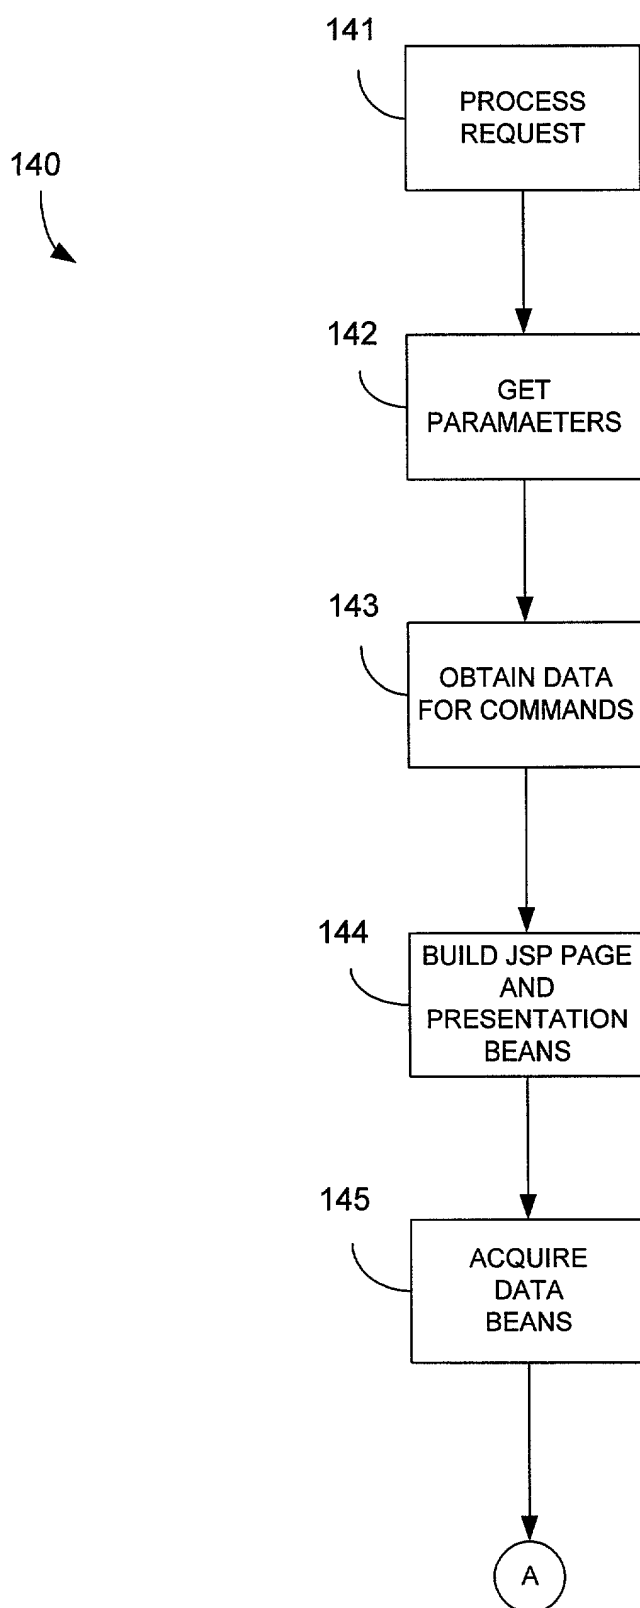 141
PROCESS
REQUEST
140
142
GET
PARAMAETERS
143
OBTAIN DATA
FOR COMMANDS
144
BUILD JSP PAGE
AND
PRESENTATION
BEANS
145
ACQUIRE
DATA
BEANS
A